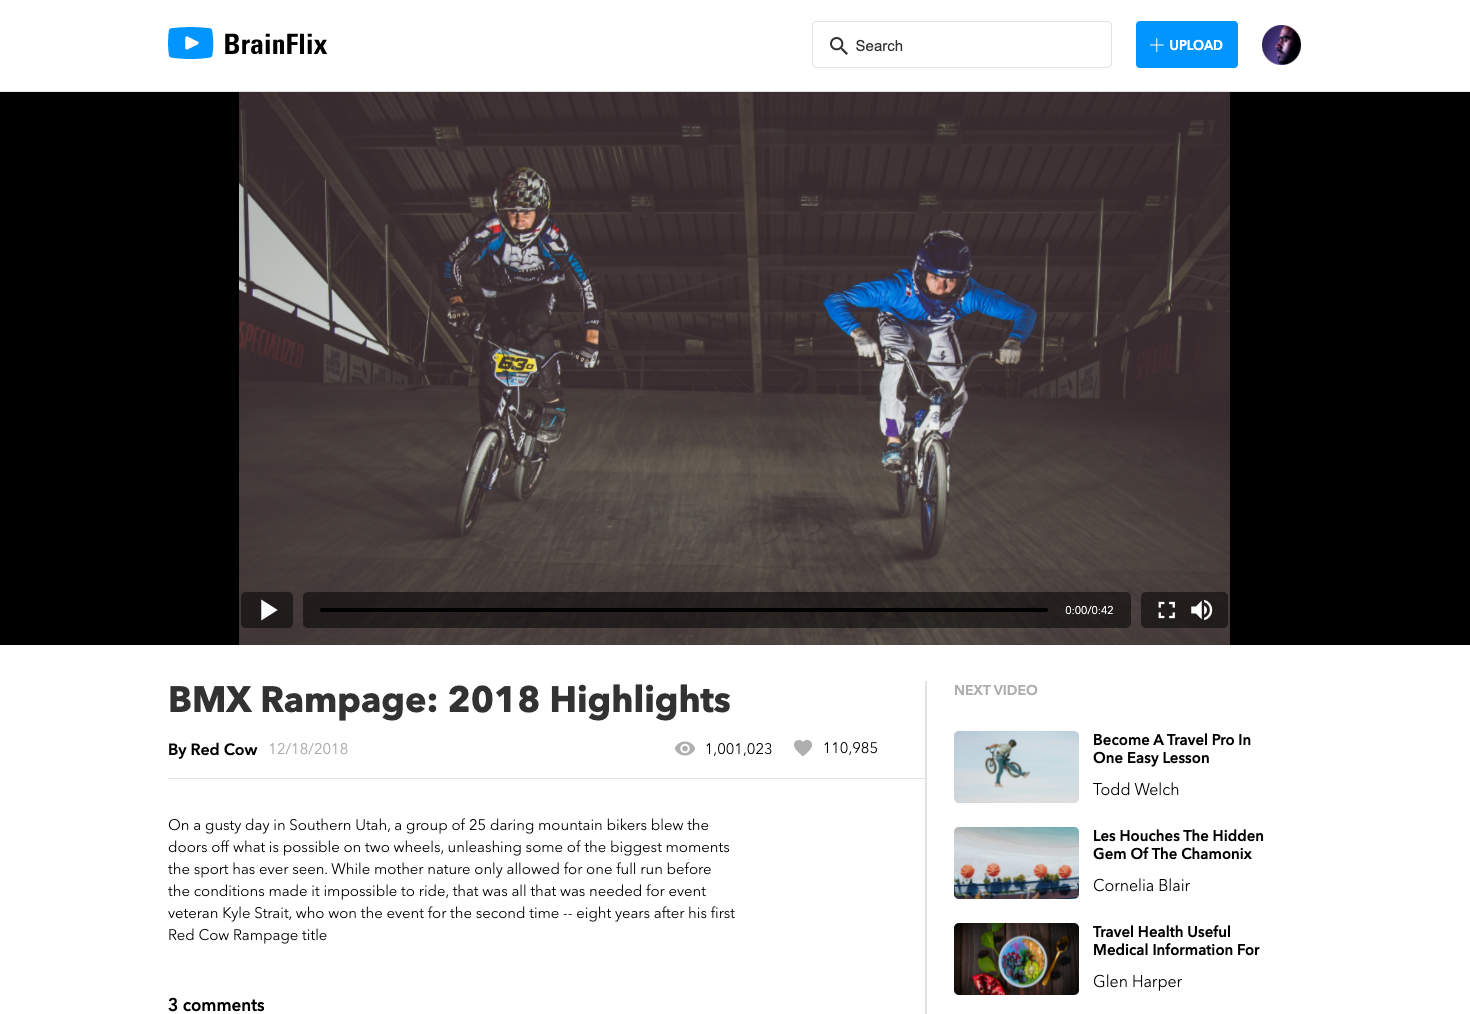 BrainFlix
Search
UPLOAD
SPECIALIZED
0:00/0:42
BMX Rampage: 2018 Highlights
By Red Cow 12/18/2018
1,001,023
110,985
On a gusty day in Southern Utah, a group of 25 daring mountain bikers blew the
doors off what is possible on two wheels, unleashing some of the biggest moments
the sport has ever seen. While mother nature only allowed for one full run before
the conditions made it impossible to ride, that was all that was needed for event
veteran Kyle Strait, who won the event for the second time -- eight years after his first
Red Cow Rampage title
3 comments
NEXT VIDEO
Become A Travel Pro In
One Easy Lesson
Todd Welch
Les Houches The Hidden
Gem Of The Chamonix
Cornelia Blair
Travel Health Useful
Medical Information For
Glen Harper